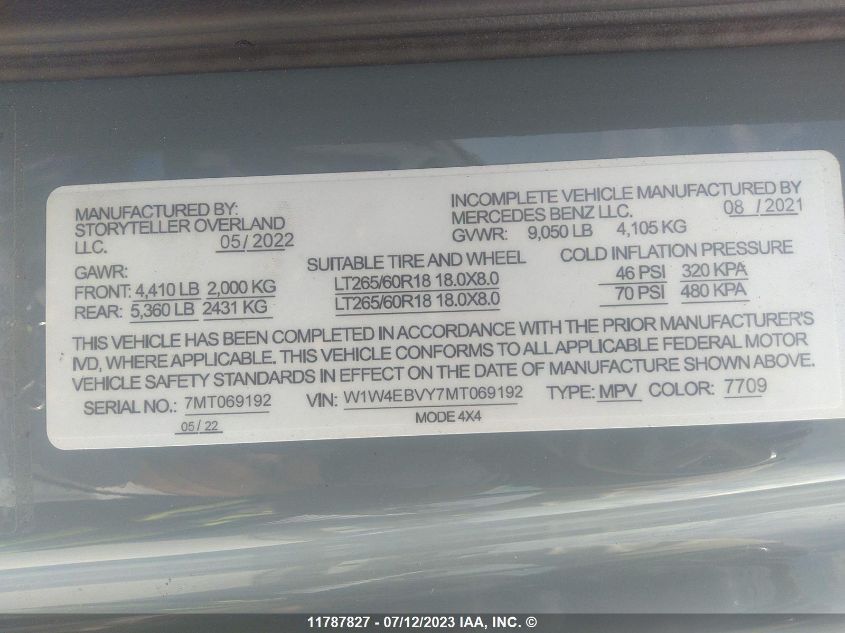 MANUFACTURED BY:
STORYTELLER OVERLAND
LLC. 05/2022
INCOMPLETE VEHICLE MANUFACTURED BY
MERCEDES BENZ LLC. 08/2021
GVWR: 9,050 LB 4,105 KG
GAWR:
FRONT: 4,410 LB 2,000 KG
REAR: 5,360 LB 2431 KG
SUITABLE TIRE AND WHEEL
LT265/60R18 18.0X8.0
LT265/60R18 18.0X8.0
COLD INFLATION PRESSURE
46 PSI 320 KPA
70 PSI 480 KPA
THIS VEHICLE HAS BEEN COMPLETED IN ACCORDANCE WITH THE PRIOR MANUFACTURER'S
IVD, WHERE APPLICABLE. THIS VEHICLE CONFORMS TO ALL APPLICABLE FEDERAL MOTOR
VEHICLE SAFETY STANDARDS IN EFFECT ON THE DATE OF MANUFACTURE SHOWN ABOVE.
SERIAL NO.: 7MT069192 VIN: W1W4EBVY7MT069192 TYPE: MPV COLOR: 7709
05/22 MODE 4X4
11787827 - 07/12/2023 IAA, INC. ©